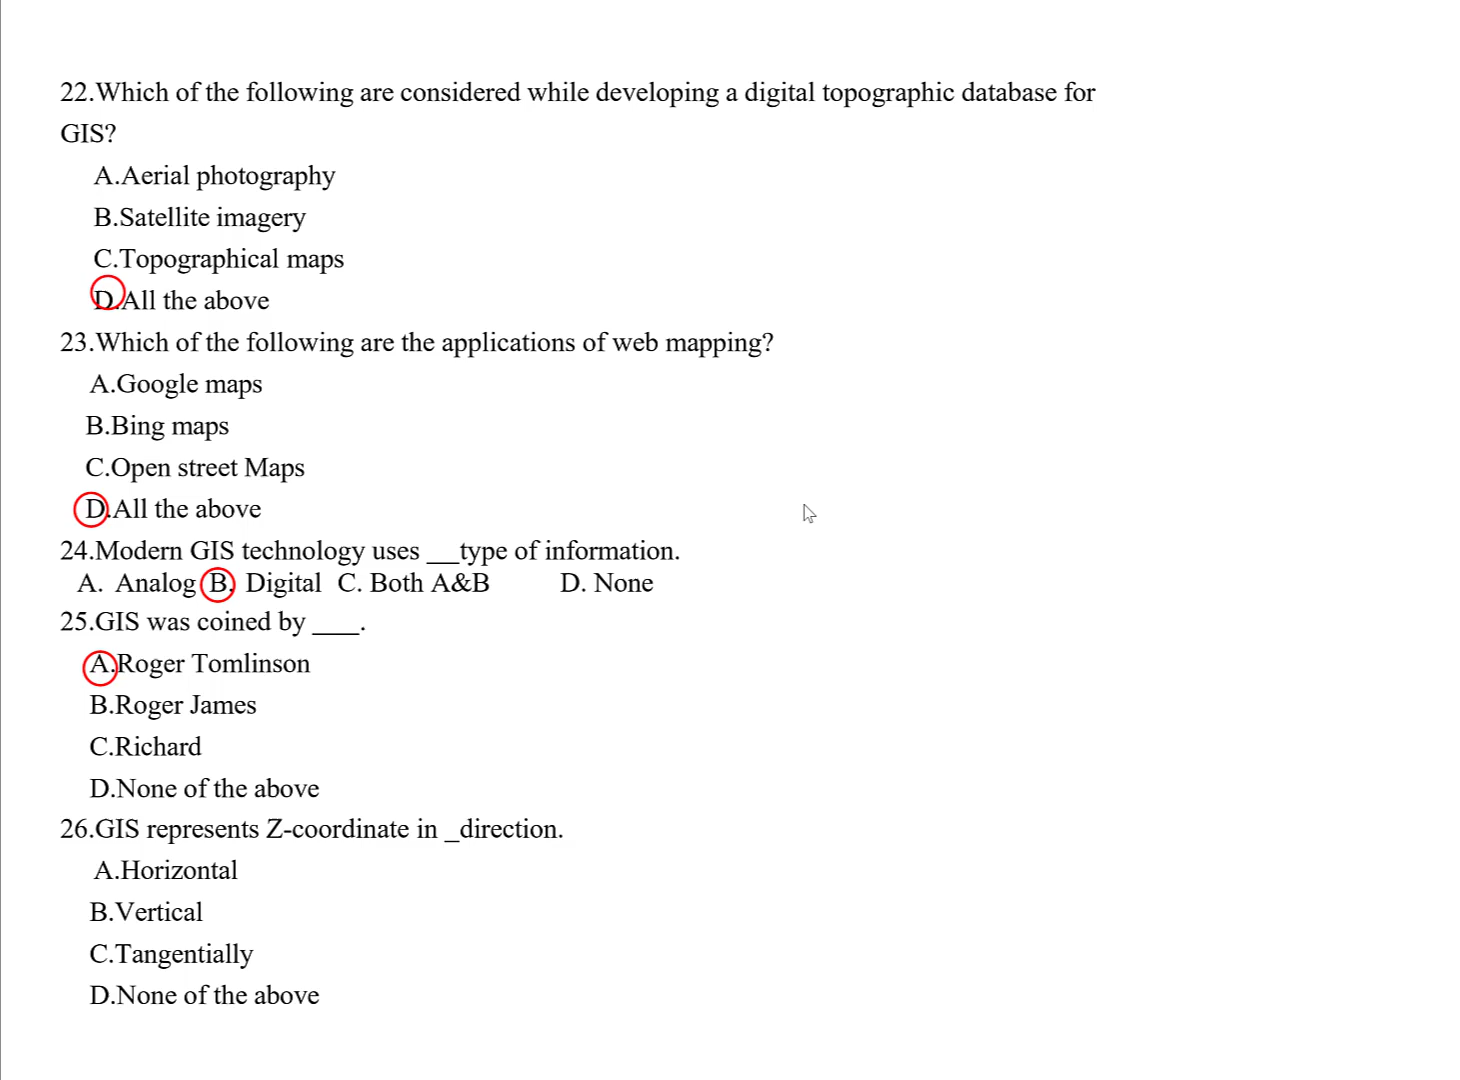 22.Which of the following are considered while developing a digital topographic database for
GIS?
A.Aerial photography
B.Satellite imagery
C.Topographical maps
D.All the above
23.Which of the following are the applications of web mapping?
A.Google maps
B.Bing maps
C.Open street Maps
D.All the above
24.Modern GIS technology uses __type of information.
A. Analog B. Digital C. Both A&B D. None
25.GIS was coined by ___.
A.Roger Tomlinson
B.Roger James
C.Richard
D.None of the above
26.GIS represents Z-coordinate in _direction.
A.Horizontal
B.Vertical
C.Tangentially
D.None of the above